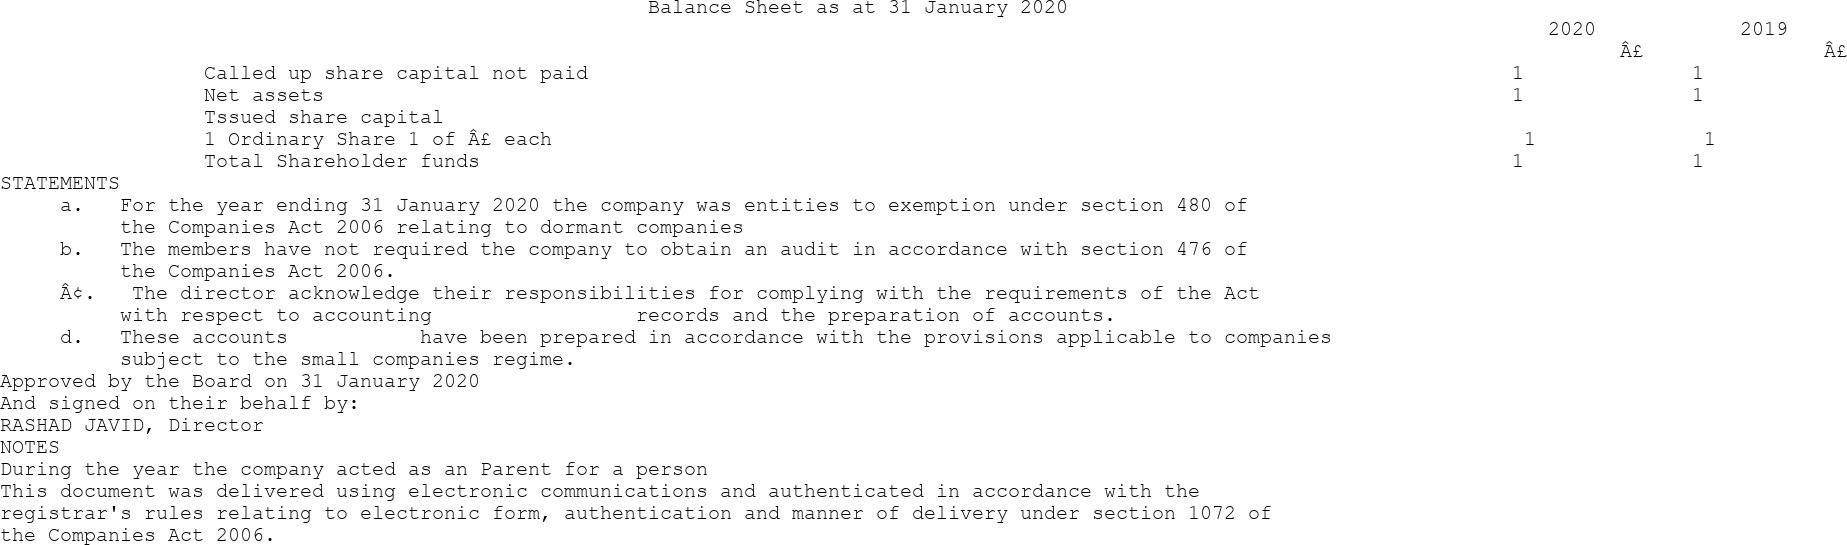 Balance Sheet as at 31 January 2020
2020 2019
Â£ Â£
Called up share capital not paid 1 1
Net assets 1 1
Tssued share capital
1 Ordinary Share 1 of Â£ each 1 1
Total Shareholder funds 1 1
STATEMENTS
a. For the year ending 31 January 2020 the company was entities to exemption under section 480 of
the Companies Act 2006 relating to dormant companies
b. The members have not required the company to obtain an audit in accordance with section 476 of
the Companies Act 2006.
Â¢. The director acknowledge their responsibilities for complying with the requirements of the Act
with respect to accounting records and the preparation of accounts.
d. These accounts have been prepared in accordance with the provisions applicable to companies
subject to the small companies regime.
Approved by the Board on 31 January 2020
And signed on their behalf by:
RASHAD JAVID, Director
NOTES
During the year the company acted as an Parent for a person
This document was delivered using electronic communications and authenticated in accordance with the
registrar's rules relating to electronic form, authentication and manner of delivery under section 1072 of
the Companies Act 2006.